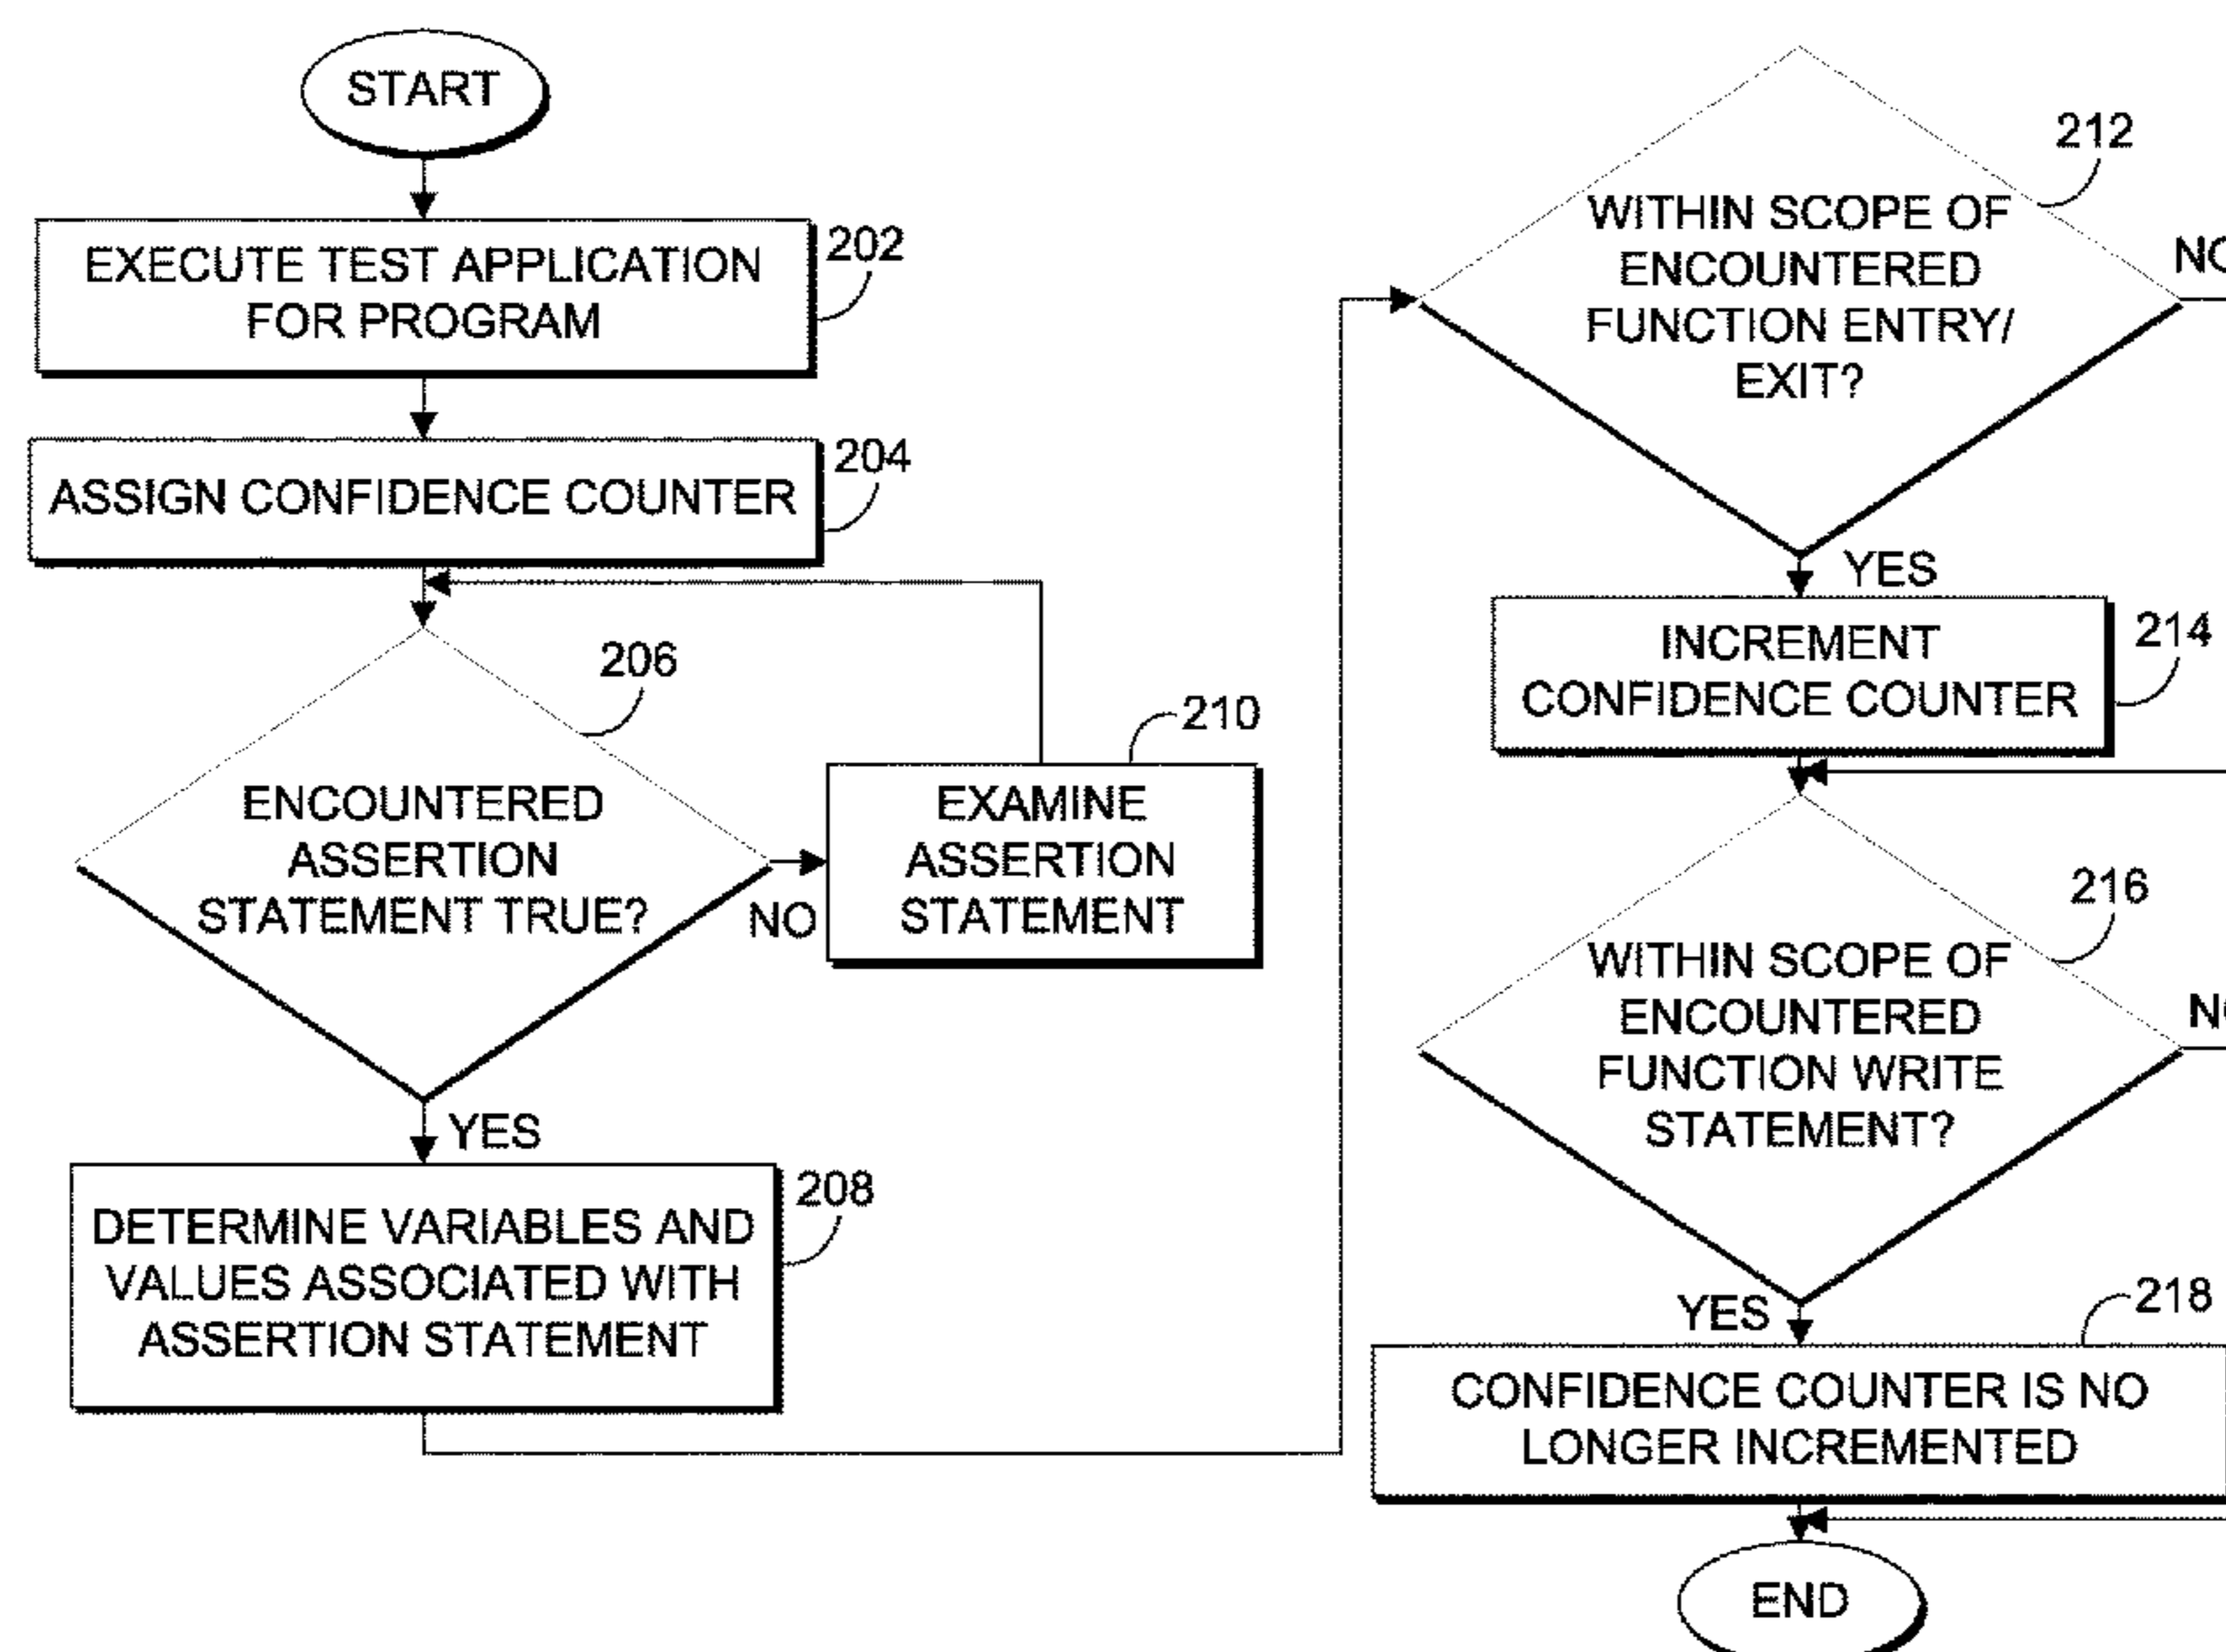 START
EXECUTE TEST APPLICATION
FOR PROGRAM
202
ASSIGN CONFIDENCE COUNTER
204
206
ENCOUNTERED
ASSERTION
STATEMENT TRUE?
NO
210
EXAMINE
ASSERTION
STATEMENT
YES
DETERMINE VARIABLES AND
VALUES ASSOCIATED WITH
ASSERTION STATEMENT
208
212
WITHIN SCOPE OF
ENCOUNTERED
FUNCTION ENTRY/
EXIT?
NO
YES
INCREMENT
CONFIDENCE COUNTER
214
216
WITHIN SCOPE OF
ENCOUNTERED
FUNCTION WRITE
STATEMENT?
NO
YES
218
CONFIDENCE COUNTER IS NO
LONGER INCREMENTED
END